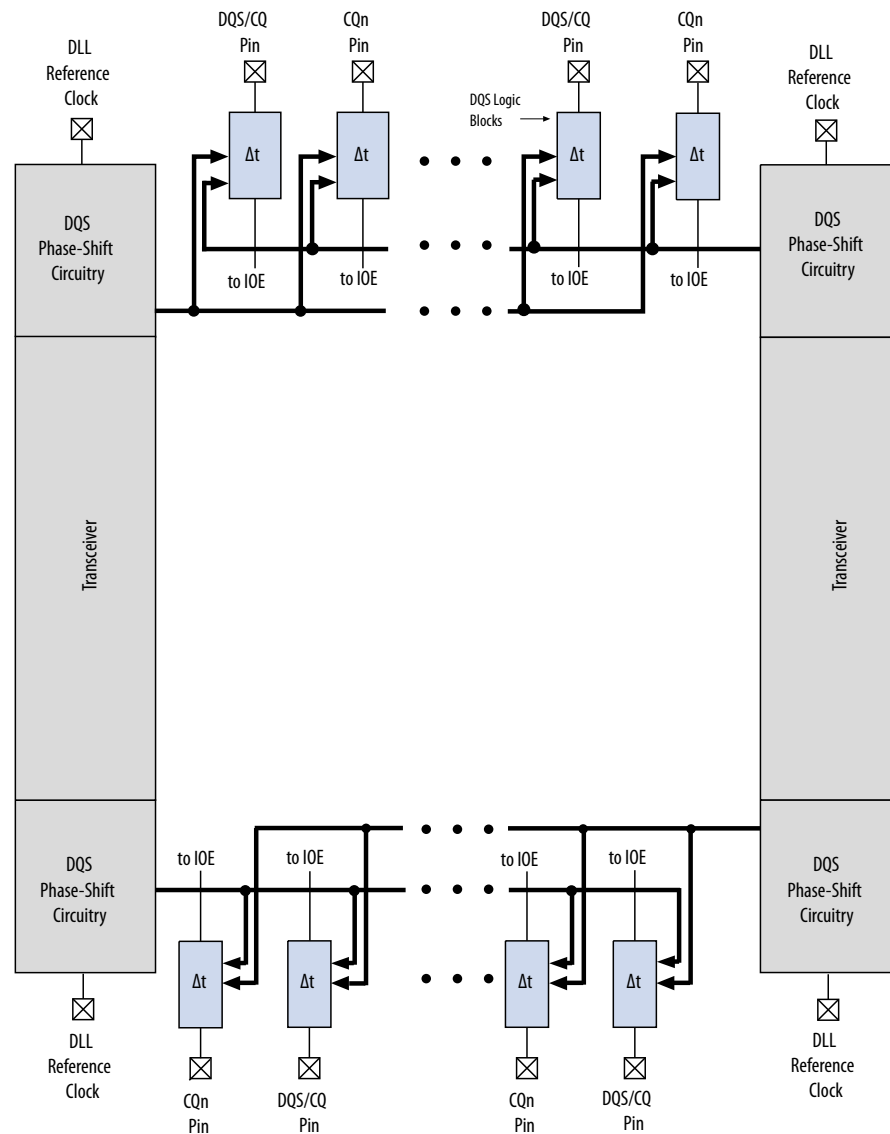 DQS/CQ
Pin
CQn
Pin
DQS/CQ
Pin
CQn
Pin
DLL
Reference
Clock
DLL
Reference
Clock
DQS Logic
Blocks
Δt
Δt
Δt
Δt
DQS
Phase-Shift
Circuitry
DQS
Phase-Shift
Circuitry
to IOE
to IOE
to IOE
to IOE
Transceiver
Transceiver
to IOE
to IOE
to IOE
to IOE
DQS
Phase-Shift
Circuitry
DQS
Phase-Shift
Circuitry
Δt
Δt
Δt
Δt
DLL
Reference
Clock
DLL
Reference
Clock
CQn
Pin
DQS/CQ
Pin
CQn
Pin
DQS/CQ
Pin